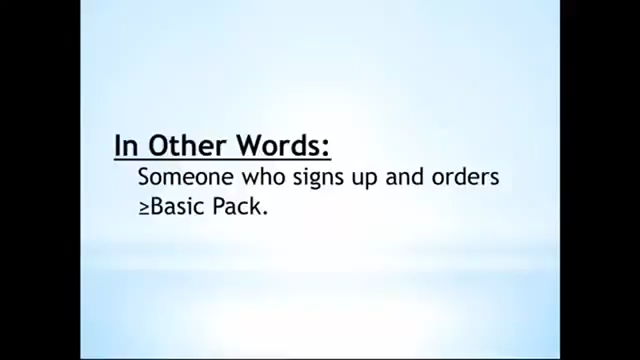 In Other Words:
Someone who signs up and orders
≥Basic Pack.